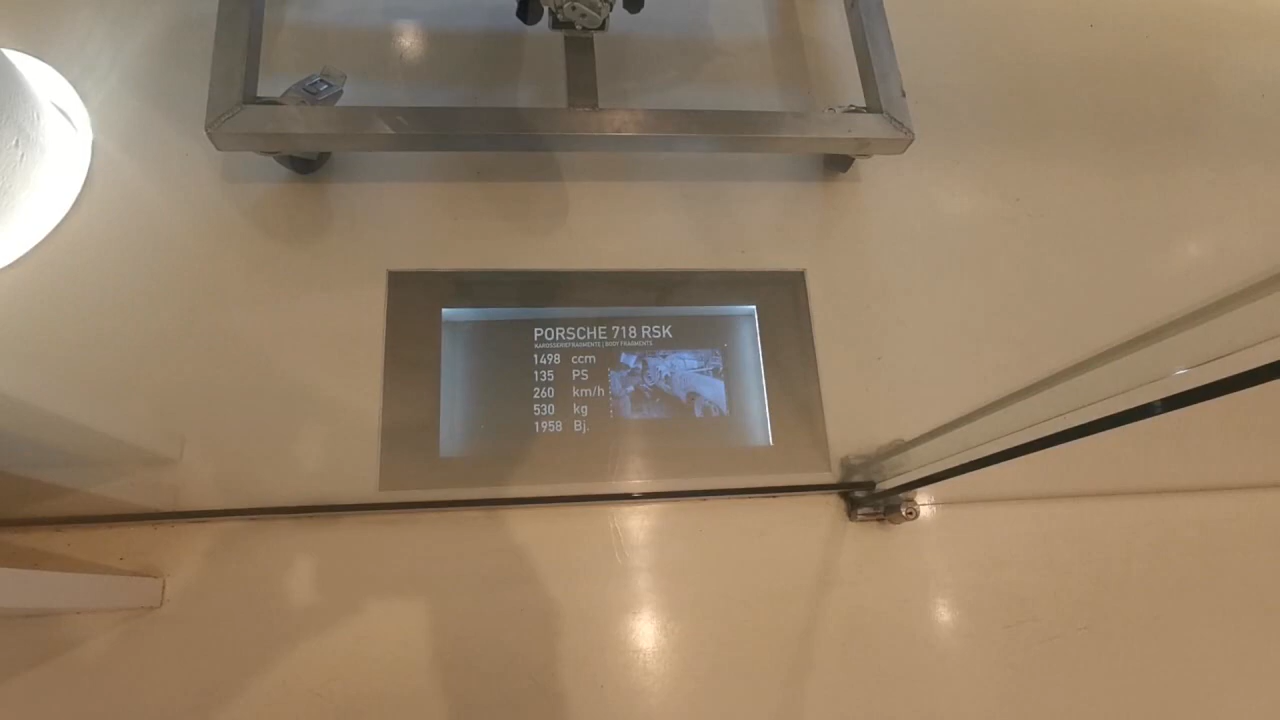 PORSCHE 718 RSK
KAROSSERIEFRAGMENTE | BODY FRAGMENTS
1498 ccm
135 PS
260 km/h
530 kg
1958 Bj.